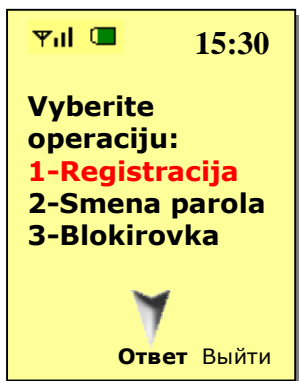 15:30
Vyberite
operaciju:
1-Registracija
2-Smena parola
3-Blokirovka
Ответ Выйти